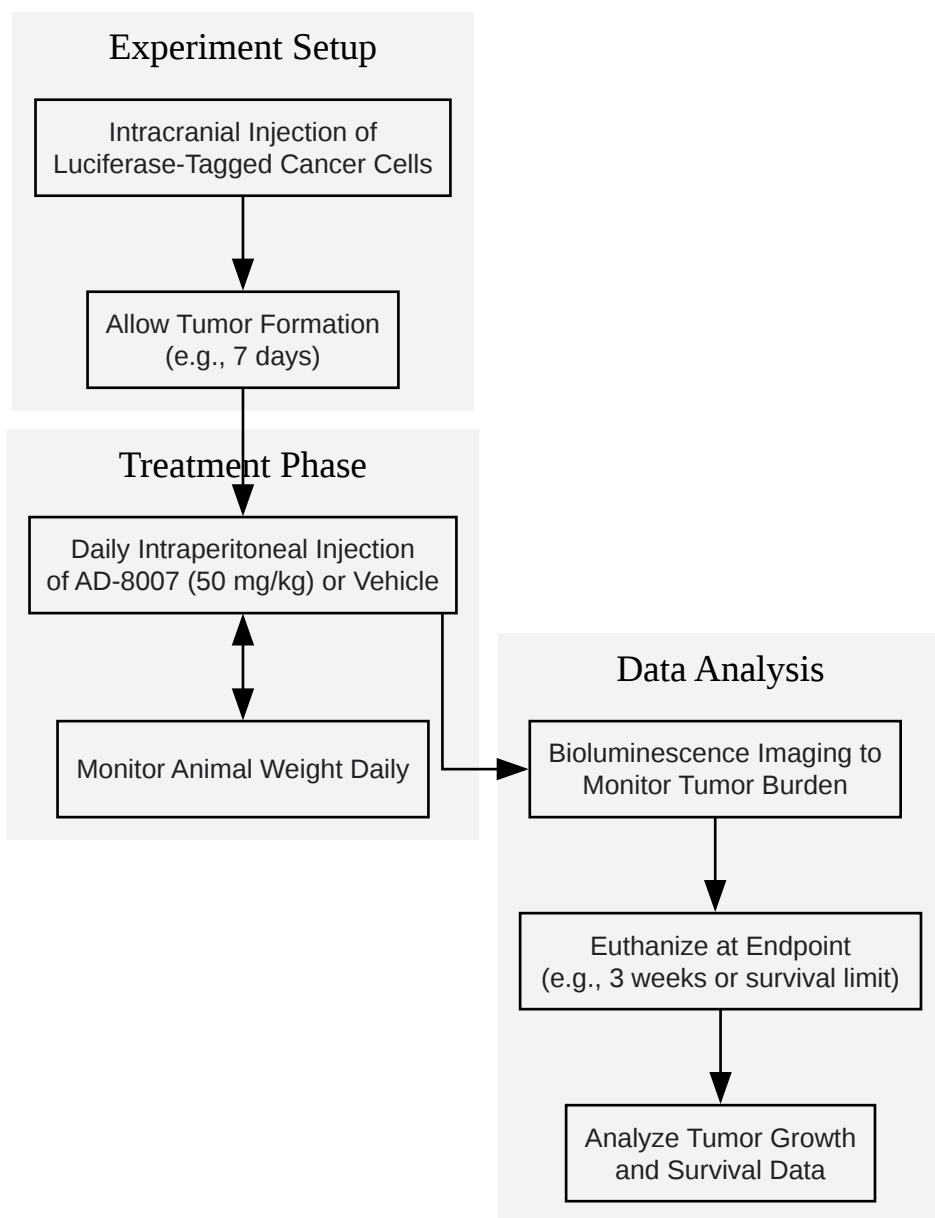 Experiment Setup
Intracranial Injection of
Luciferase-Tagged Cancer Cells
Allow Tumor Formation
(e.g., 7 days)
Treatment Phase
Daily Intraperitoneal Injection
of AD-8007 (50 mg/kg) or Vehicle
Monitor Animal Weight Daily
Data Analysis
Bioluminescence Imaging to
Monitor Tumor Burden
Euthanize at Endpoint
(e.g., 3 weeks or survival limit)
Analyze Tumor Growth
and Survival Data